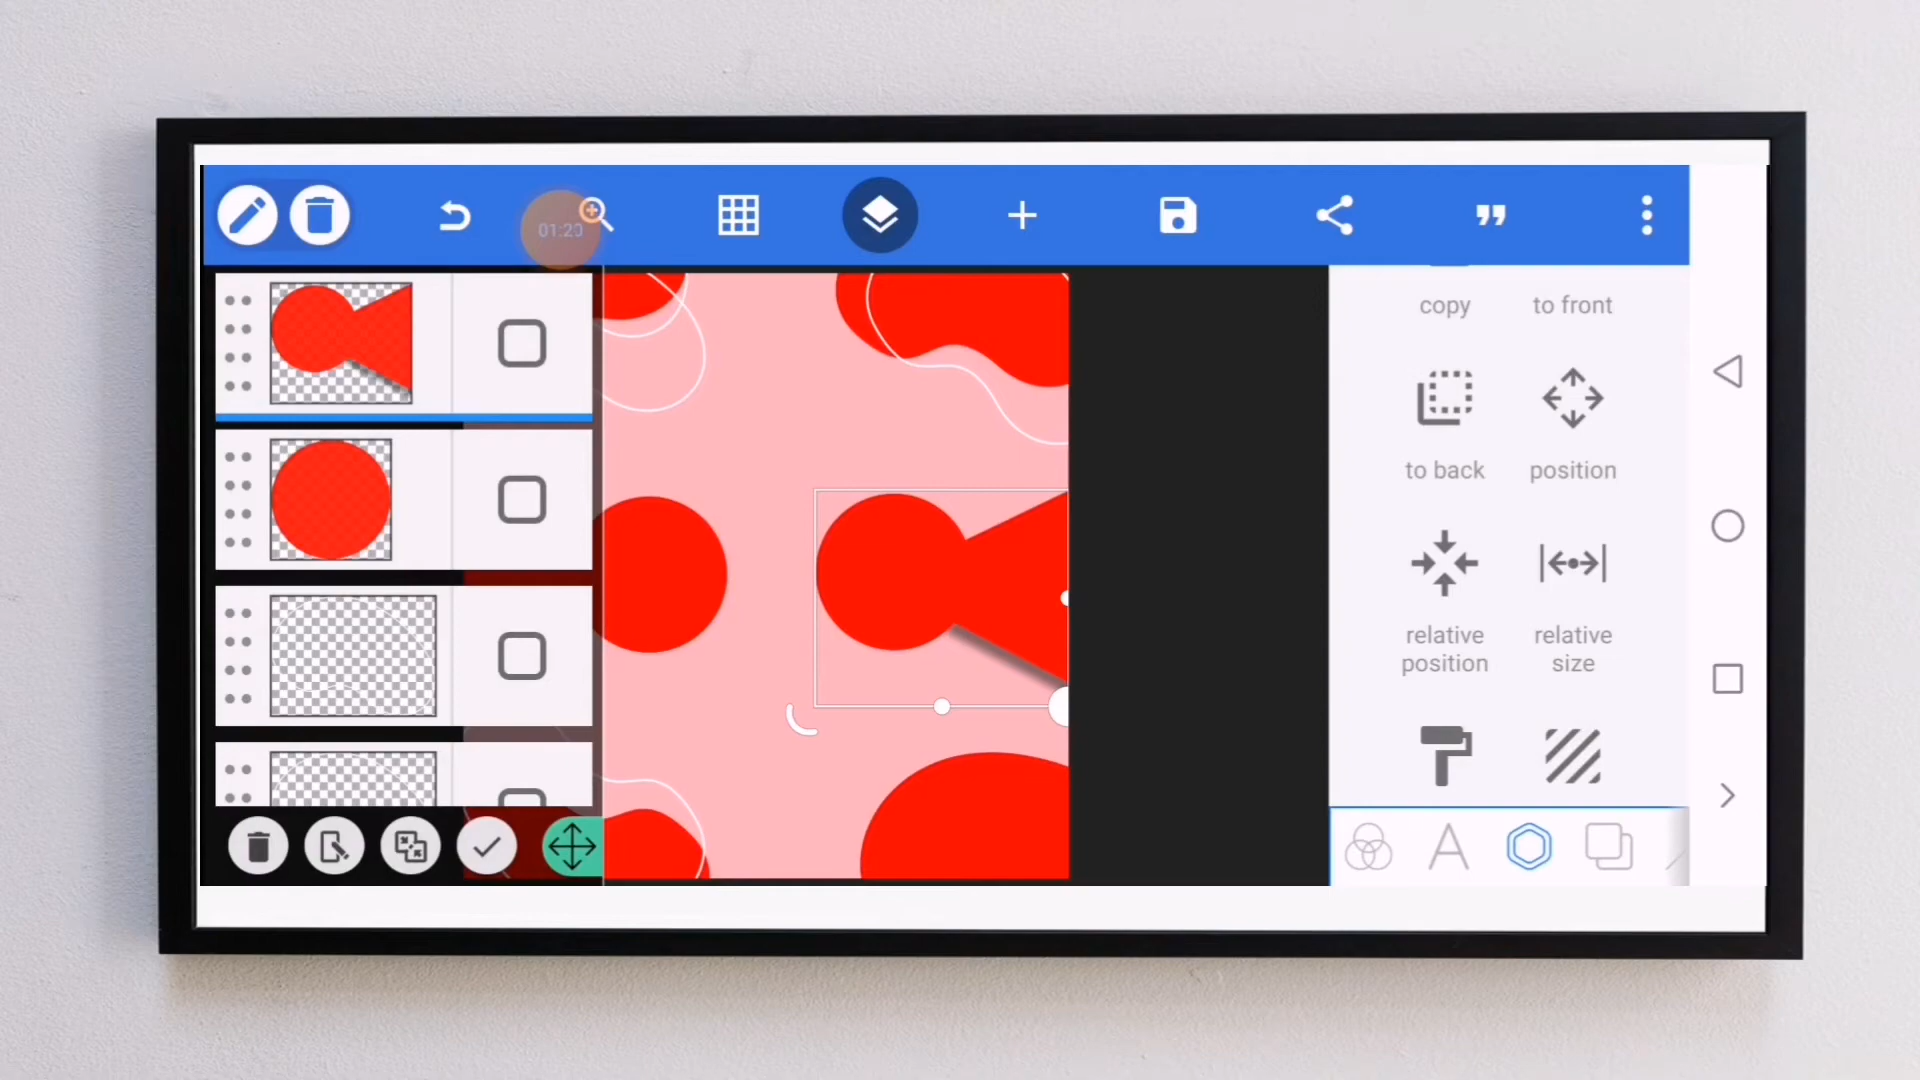 01:20
copy
to front
to back
position
relative position
relative size